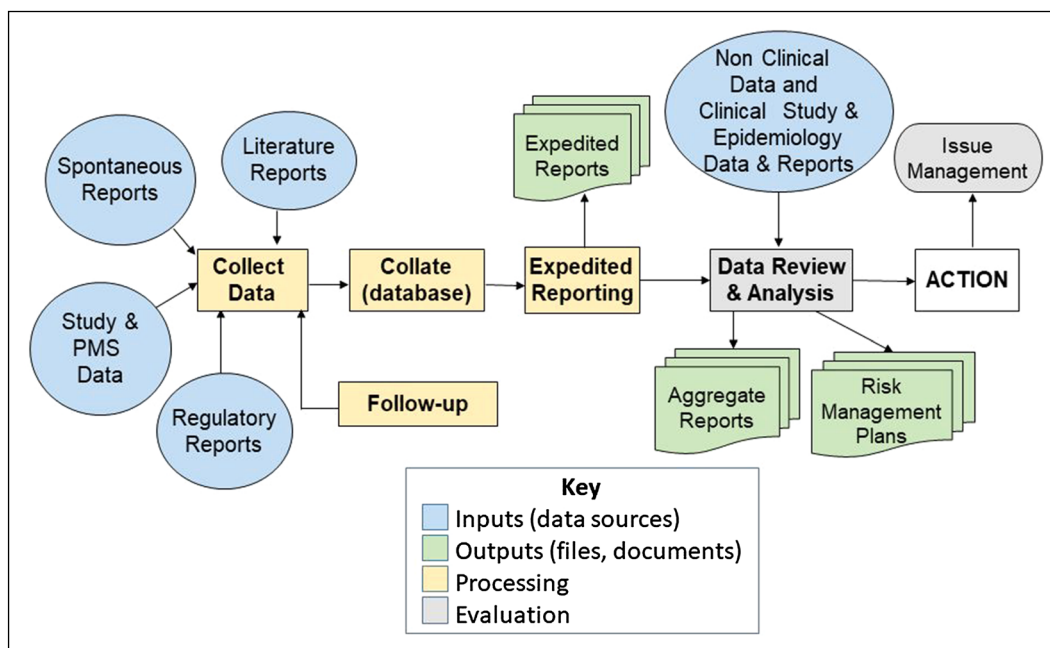 Spontaneous
Reports
Literature
Reports
Study &
PMS
Data
Regulatory
Reports
Collect
Data
Follow-up
Collate
(database)
Expedited
Reports
Expedited
Reporting
Non Clinical
Data and
Clinical Study &
Epidemiology
Data & Reports
Data Review
& Analysis
Aggregate
Reports
Risk
Management
Plans
ACTION
Issue
Management
Key
Inputs (data sources)
Outputs (files, documents)
Processing
Evaluation